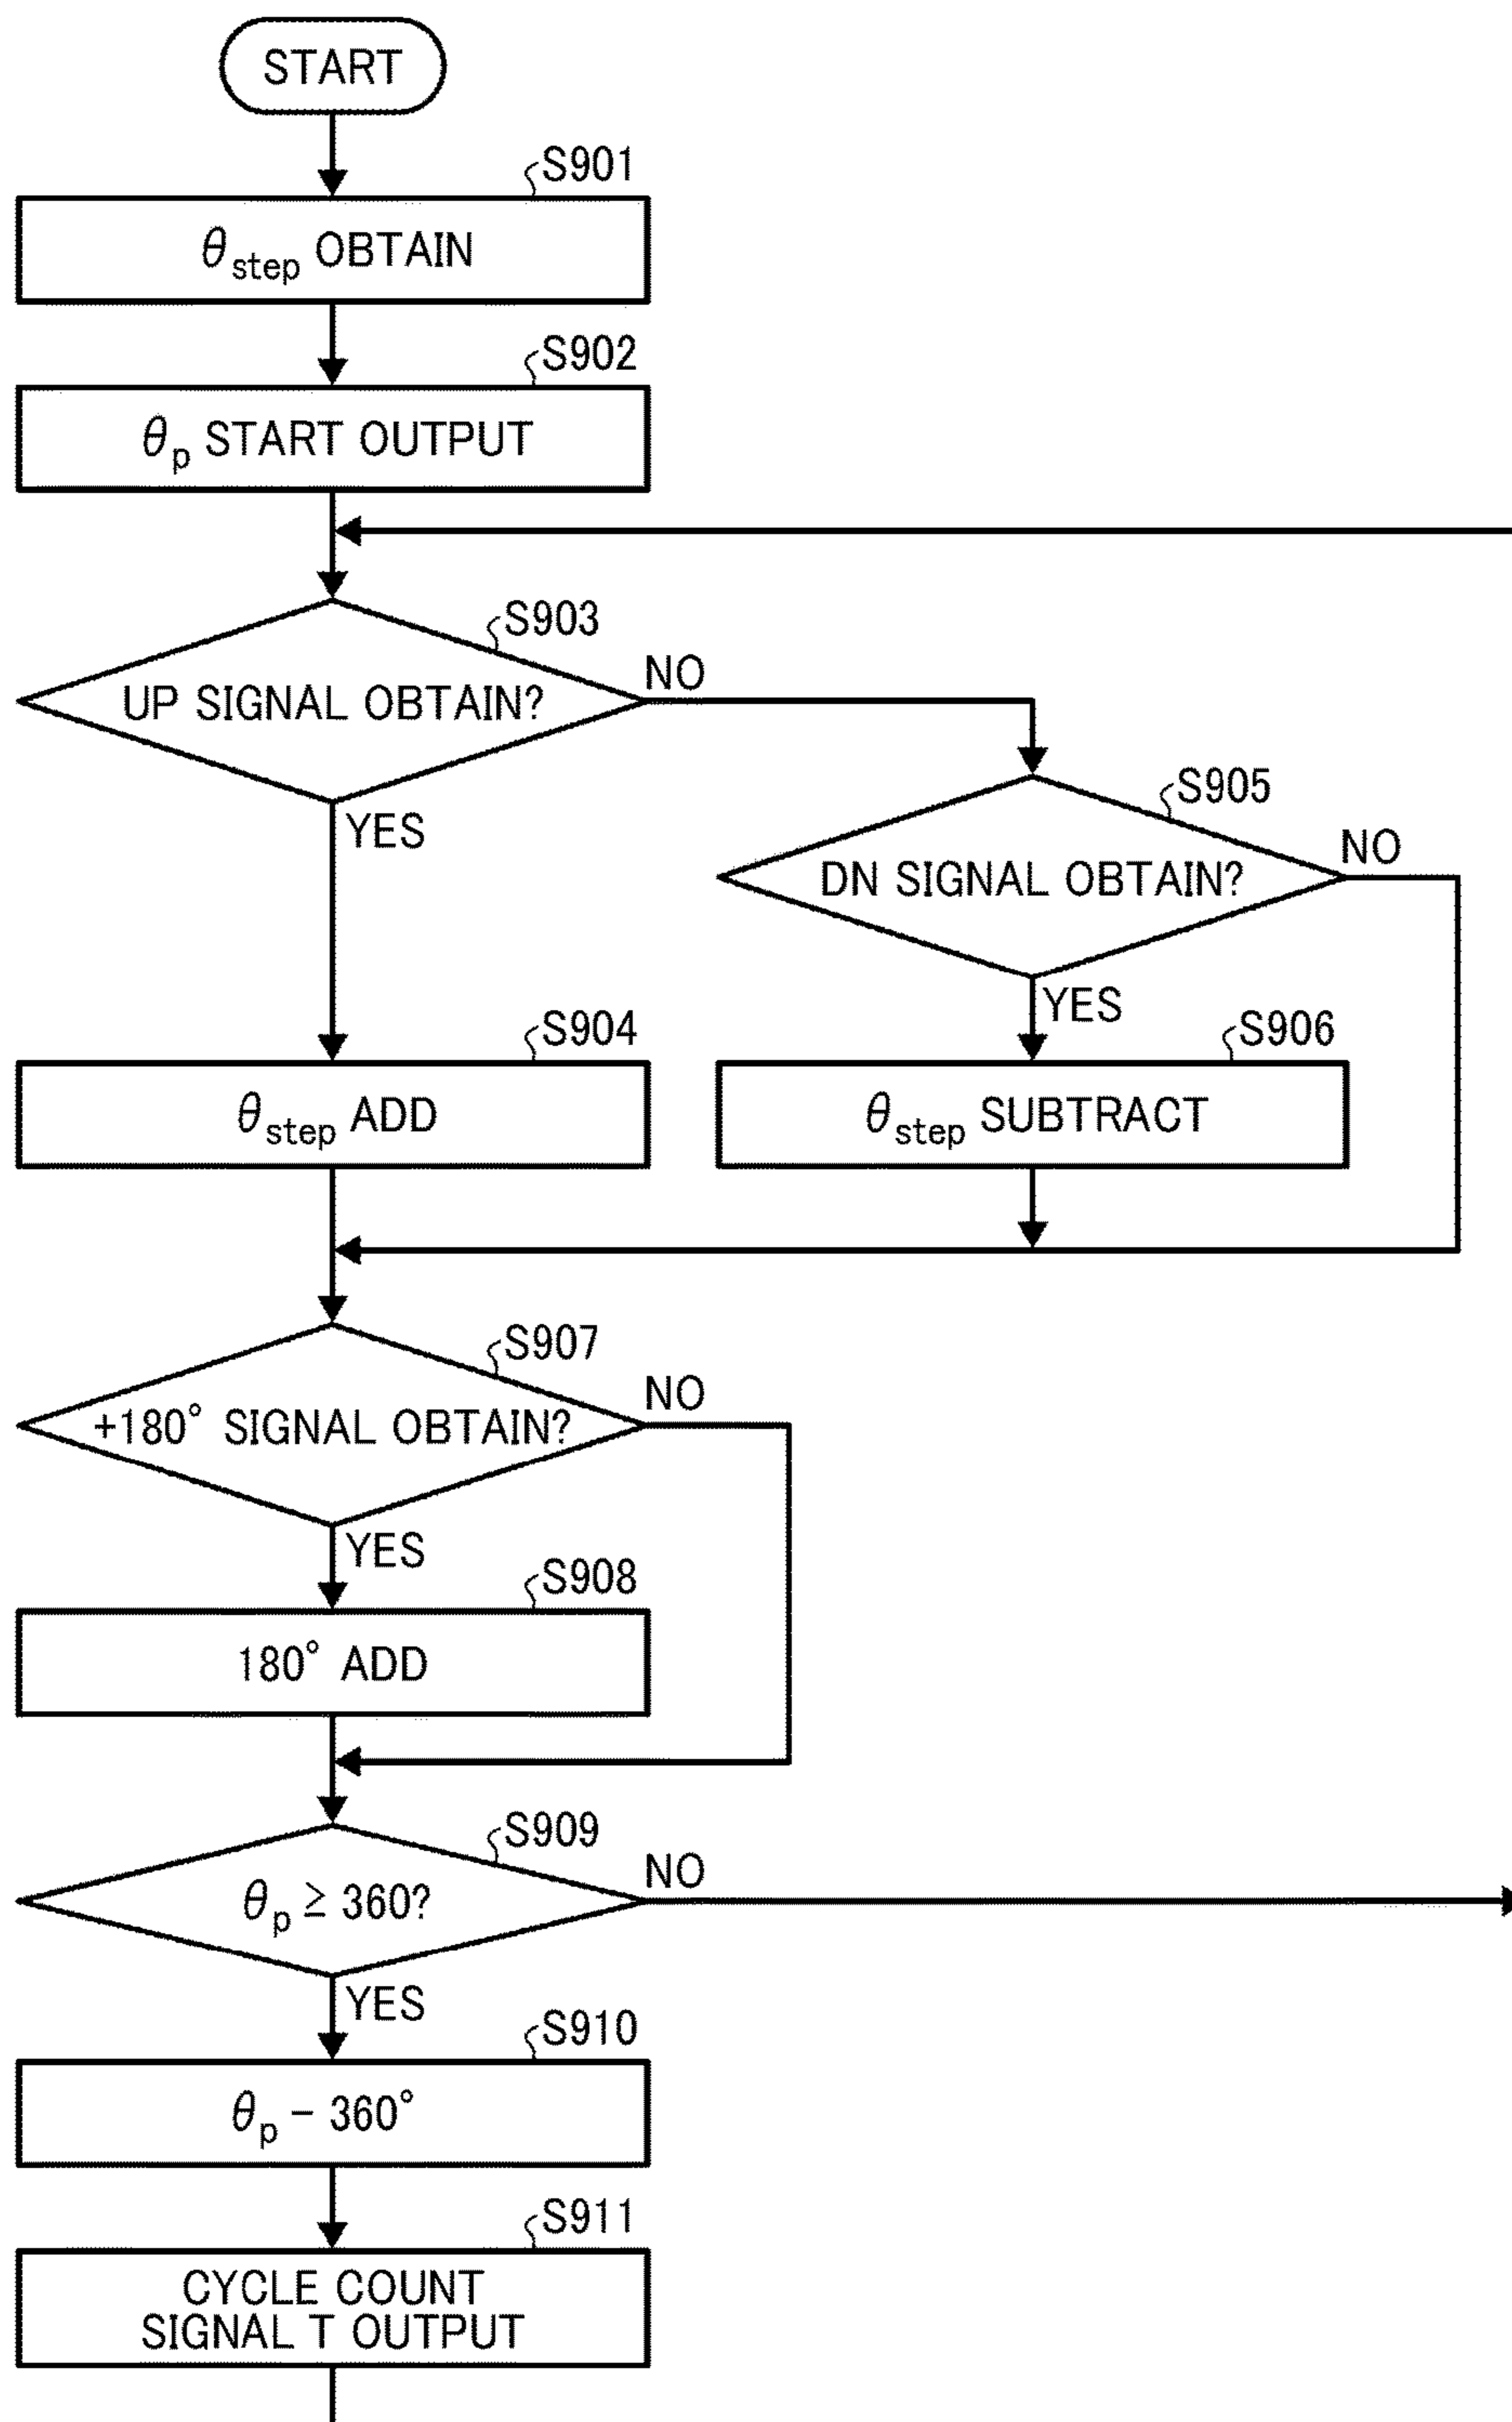 START
S901
θstep OBTAIN
S902
θp START OUTPUT
S903
UP SIGNAL OBTAIN?
NO
YES
S905
DN SIGNAL OBTAIN?
NO
YES
S904
θstep ADD
S906
θstep SUBTRACT
S907
+180° SIGNAL OBTAIN?
NO
YES
S908
180° ADD
S909
θp ≥ 360?
NO
YES
S910
θp − 360°
S911
CYCLE COUNT
SIGNAL T OUTPUT